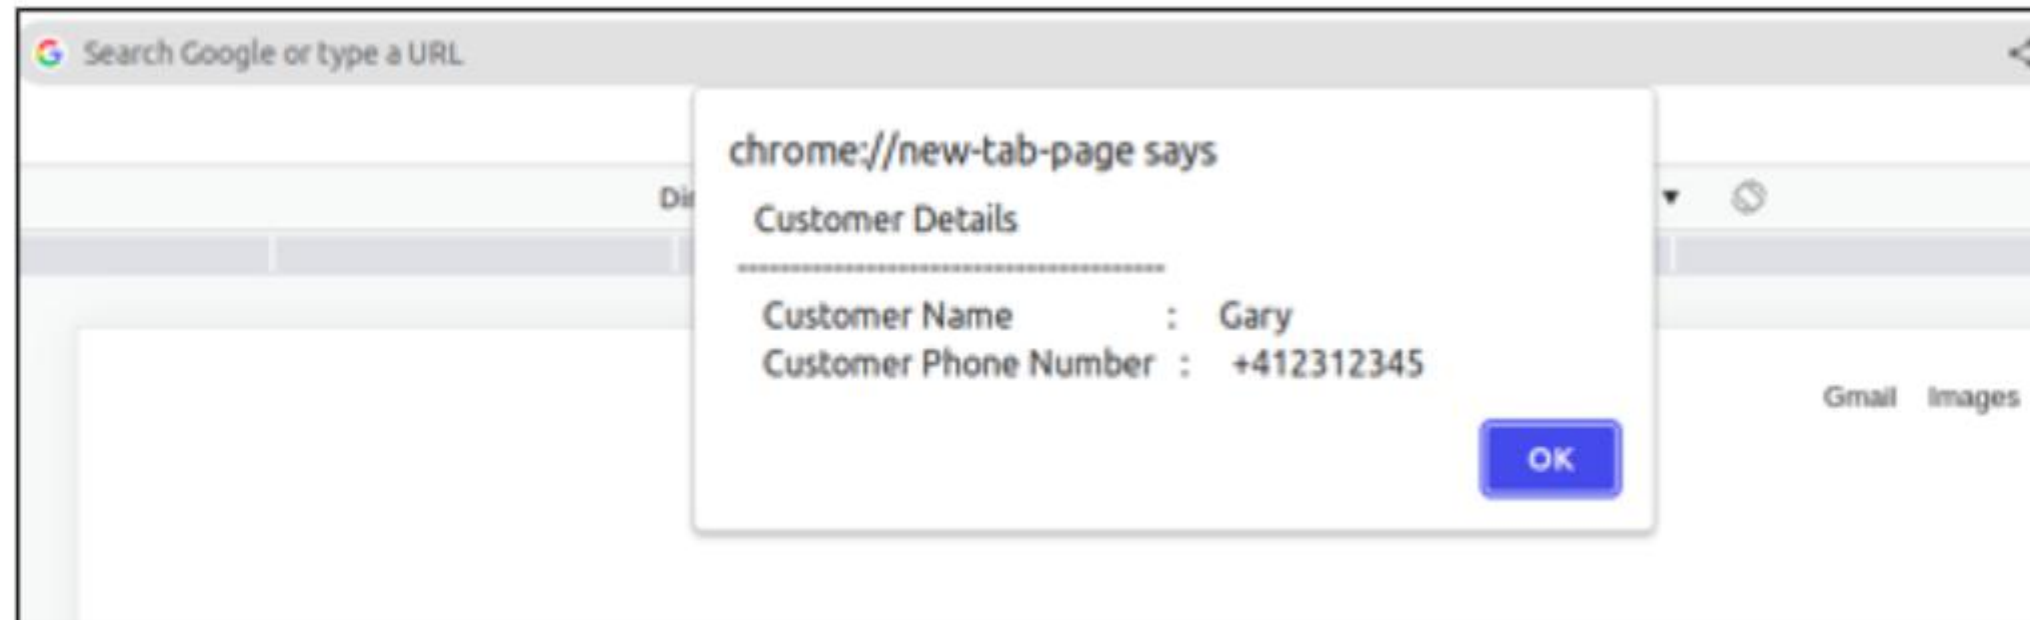 Search Google or type a URL
chrome://new-tab-page says
Customer Details
----------------------------------------
Customer Name : Gary
Customer Phone Number : +412312345
OK
Gmail Images